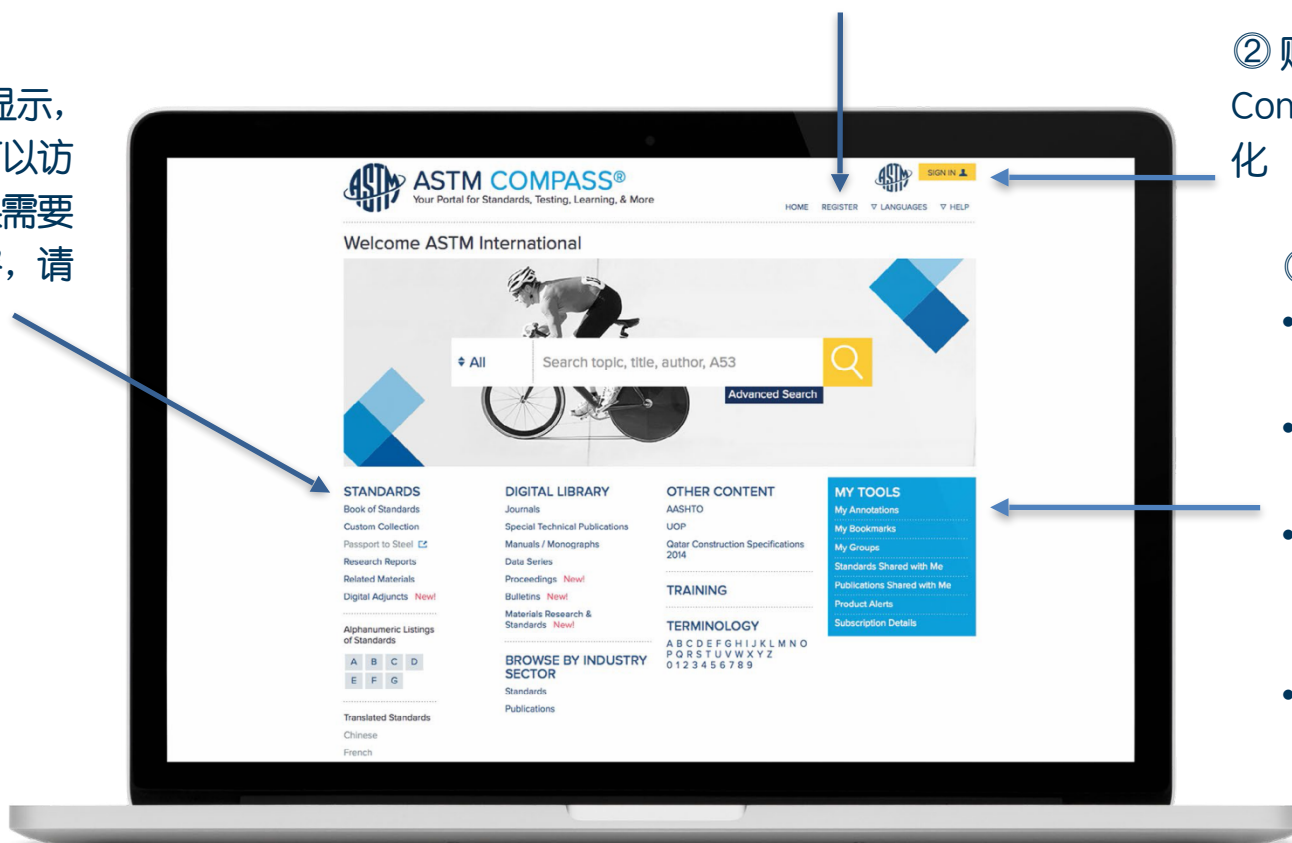 显示,
可以访
需要
请
②
Com
化
ASTM
ASTM COMPASS®
Your Portal for Standards, Testing, Learning, & More
ASTM
SIGN IN
HOME REGISTER ▽ LANGUAGES ▽ HELP
Welcome ASTM International
All
Search topic, title, author, A53
Advanced Search
STANDARDS
Book of Standards
Custom Collection
Passport to Steel
Research Reports
Related Materials
Digital Adjuncts New!
Alphanumeric Listings
of Standards
A B C D
E F G
Translated Standards
Chinese
French
DIGITAL LIBRARY
Journals
Special Technical Publications
Manuals / Monographs
Data Series
Proceedings New!
Bulletins New!
Materials Research &
Standards New!
BROWSE BY INDUSTRY
SECTOR
Standards
Publications
OTHER CONTENT
AASHTO
UOP
Qatar Construction Specifications
2014
TRAINING
TERMINOLOGY
A B C D E F G H I J K L M N O
P Q R S T U V W X Y Z
0 1 2 3 4 5 6 7 8 9
MY TOOLS
My Annotations
My Bookmarks
My Groups
Standards Shared with Me
Publications Shared with Me
Product Alerts
Subscription Details